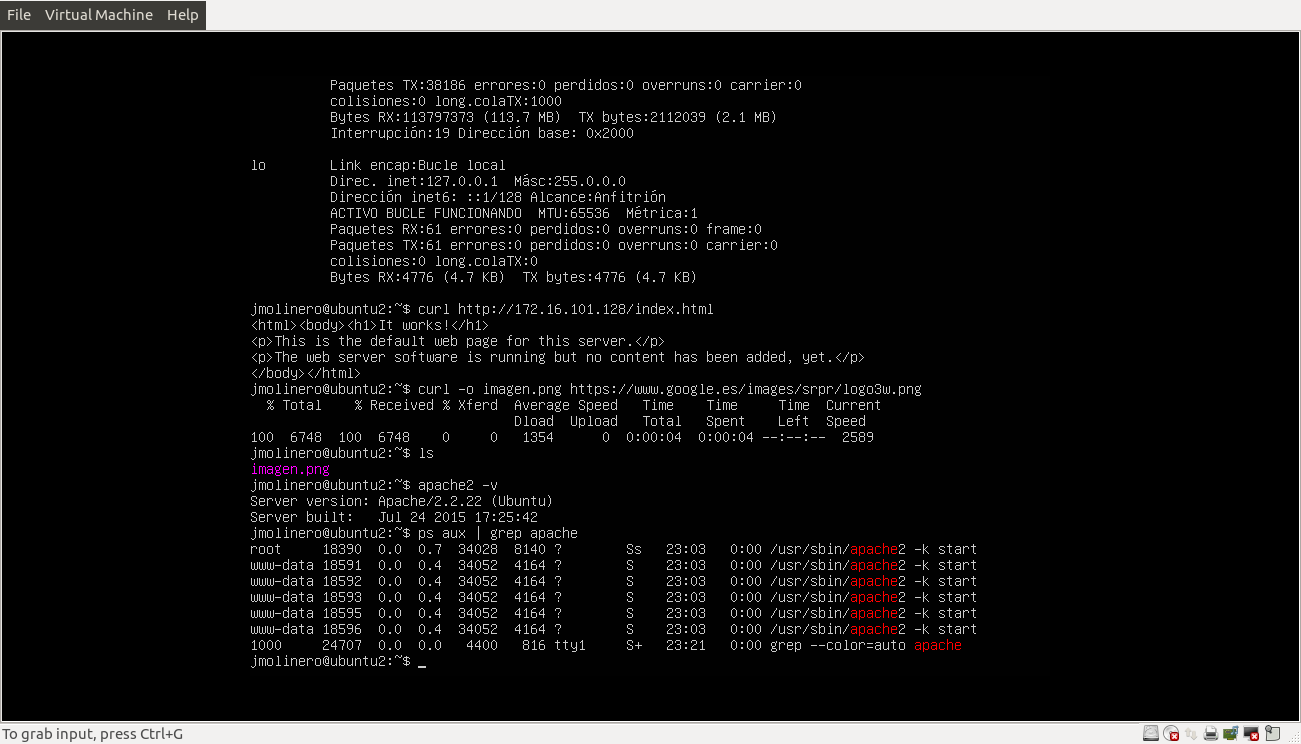 File Virtual Machine Help
Paquetes TX:38186 errores:0 perdidos:0 overruns:0 carrier:0
colisiones:0 long.colaTX:1000
Bytes RX:113797373 (113.7 MB)  TX bytes:2112039 (2.1 MB)
Interrupción:19 Dirección base: 0x2000
lo        Link encap:Bucle local
Direc. inet:127.0.0.1  Másc:255.0.0.0
Dirección inet6: ::1/128 Alcance:Anfitrión
ACTIVO BUCLE FUNCIONANDO  MTU:65536  Métrica:1
Paquetes RX:61 errores:0 perdidos:0 overruns:0 frame:0
Paquetes TX:61 errores:0 perdidos:0 overruns:0 carrier:0
colisiones:0 long.colaTX:0
Bytes RX:4776 (4.7 KB)  TX bytes:4776 (4.7 KB)
jmolinero@ubuntu2:~$ curl http://172.16.101.128/index.html
<html><body><h1>It works!</h1>
<p>This is the default web page for this server.</p>
<p>The web server software is running but no content has been added, yet.</p>
</body></html>
jmolinero@ubuntu2:~$ curl -o imagen.png https://www.google.es/images/srpr/logo3w.png
% Total    % Received % Xferd  Average Speed   Time    Time     Time  Current
Dload  Upload   Total   Spent    Left  Speed
100  6748  100  6748    0     0   1354      0  0:00:04  0:00:04 --:--:--  2589
jmolinero@ubuntu2:~$ ls
imagen.png
jmolinero@ubuntu2:~$ apache2 -v
Server version: Apache/2.2.22 (Ubuntu)
Server built:   Jul 24 2015 17:25:42
jmolinero@ubuntu2:~$ ps aux | grep apache
root     18390  0.0  0.7  34028  8140 ?        Ss   23:03   0:00 /usr/sbin/apache2 -k start
www-data 18591  0.0  0.4  34052  4164 ?        S    23:03   0:00 /usr/sbin/apache2 -k start
www-data 18592  0.0  0.4  34052  4164 ?        S    23:03   0:00 /usr/sbin/apache2 -k start
www-data 18593  0.0  0.4  34052  4164 ?        S    23:03   0:00 /usr/sbin/apache2 -k start
www-data 18595  0.0  0.4  34052  4164 ?        S    23:03   0:00 /usr/sbin/apache2 -k start
www-data 18596  0.0  0.4  34052  4164 ?        S    23:03   0:00 /usr/sbin/apache2 -k start
1000     24707  0.0  0.0   4400   816 tty1     S+   23:21   0:00 grep --color=auto apache
jmolinero@ubuntu2:~$ _
To grab input, press Ctrl+G